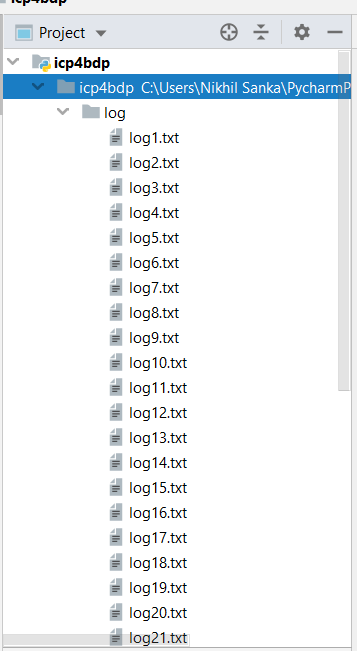 icp4bdp
Project
icp4bdp
icp4bdp C:\Users\Nikhil Sanka\PycharmP
log
log1.txt
log2.txt
log3.txt
log4.txt
log5.txt
log6.txt
log7.txt
log8.txt
log9.txt
log10.txt
log11.txt
log12.txt
log13.txt
log14.txt
log15.txt
log16.txt
log17.txt
log18.txt
log19.txt
log20.txt
log21.txt